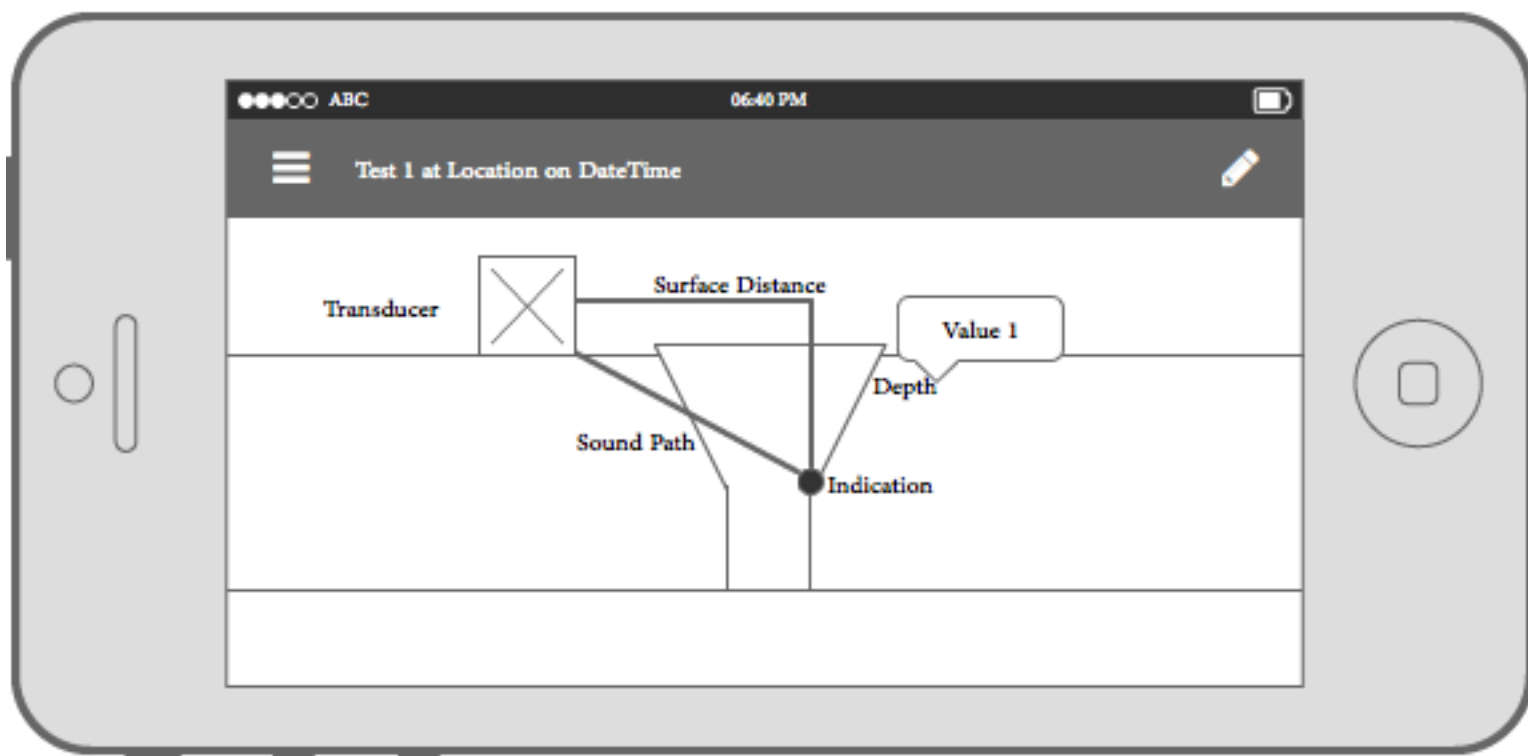 ABC 06:40 PM
Test 1 at Location on DateTime
Surface Distance
Transducer
Value 1
Depth
Sound Path
Indication